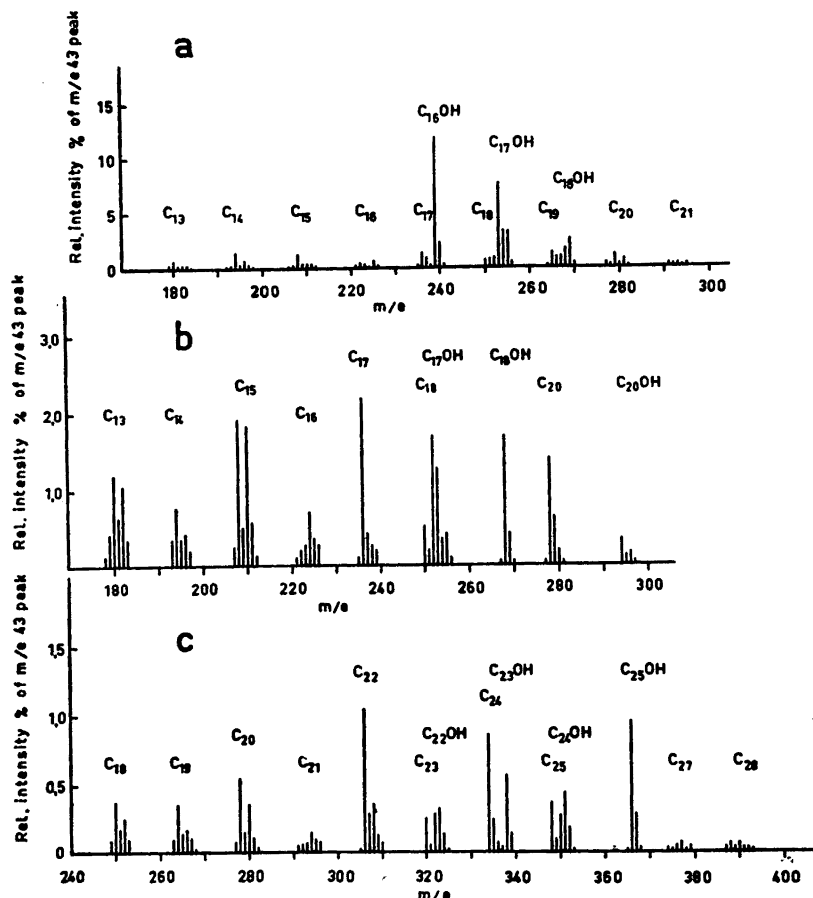 a
Rel. Intensity % of m/e 43 peak
15
10
5
0
C16OH
C17OH
C16OH
C13
C14
C15
C16
C17
C18
C19
C20
C21
180
200
220
240
260
280
300
m/e
b
Rel. Intensity % of m/e 43 peak
3,0
2,0
1,0
C17
C17OH
C18OH
C13
C14
C15
C16
C18
C20
C20OH
180
200
220
240
260
280
300
m/e
c
Rel. Intensity % of m/e 43 peak
1,5
1,0
0,5
0
C22
C23OH
C24
C25OH
C18
C19
C20
C21
C22OH
C23
C24OH
C25
C27
C28
240
260
280
300
320
340
360
380
400
m/e